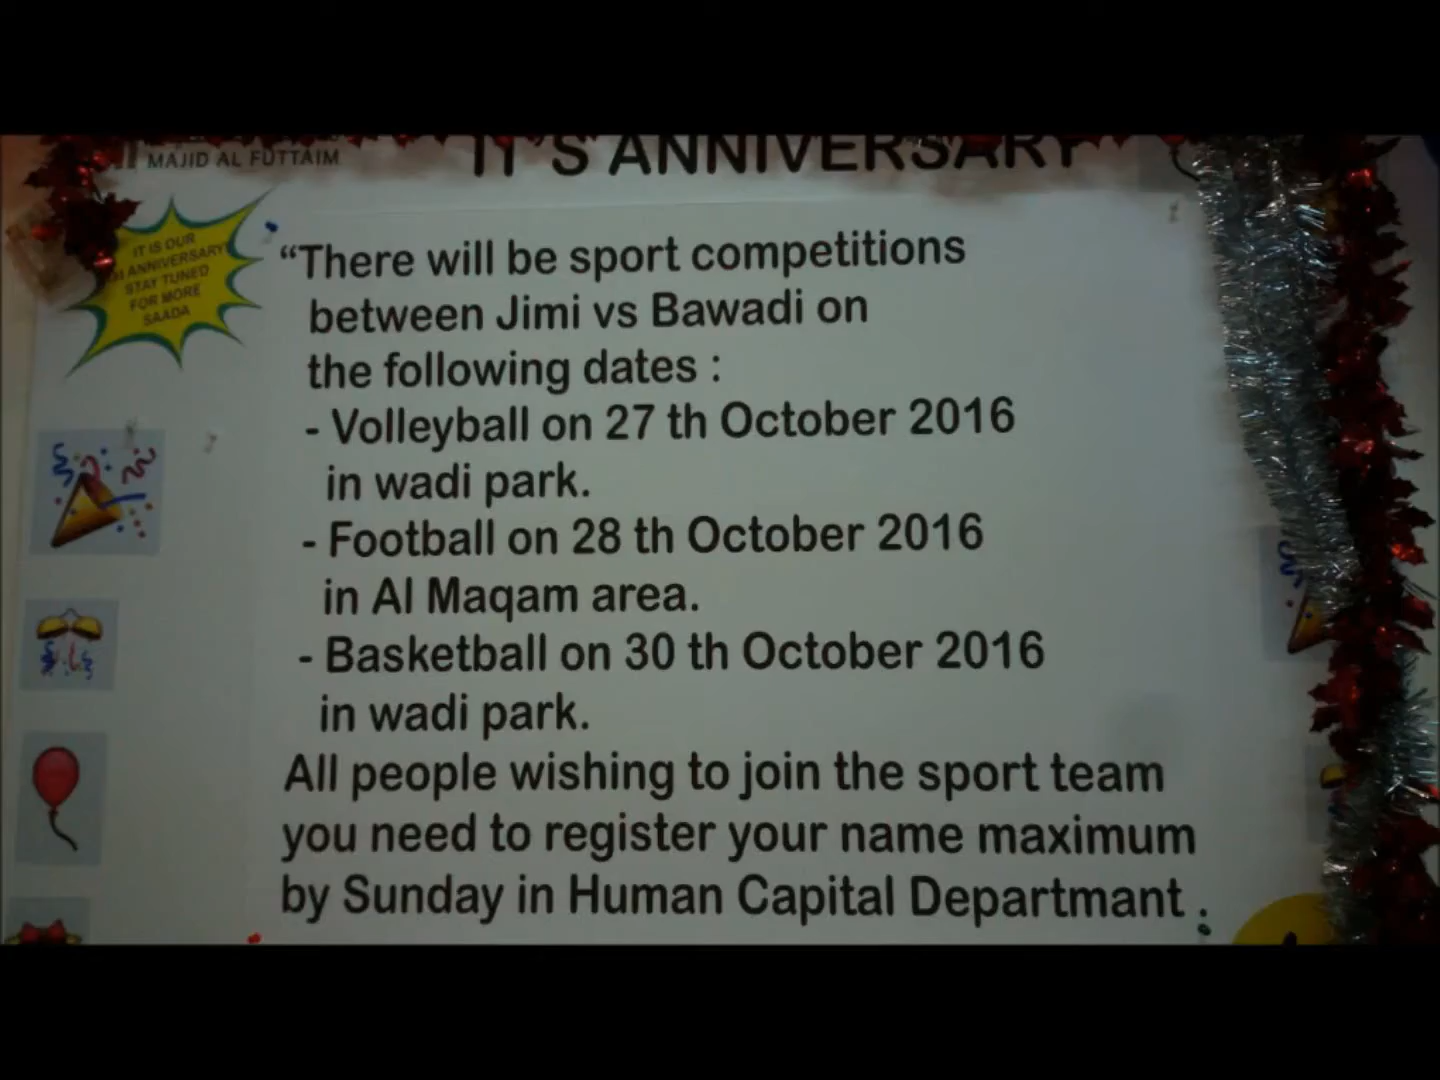 MAJID AL FUTTAIM
IT'S ANNIVERSARY
IT IS OUR
ANNIVERSARY
STAY TUNED
FOR MORE
SAADA
“There will be sport competitions
between Jimi vs Bawadi on
the following dates :
- Volleyball on 27 th October 2016
in wadi park.
- Football on 28 th October 2016
in Al Maqam area.
- Basketball on 30 th October 2016
in wadi park.
All people wishing to join the sport team
you need to register your name maximum
by Sunday in Human Capital Departmant .